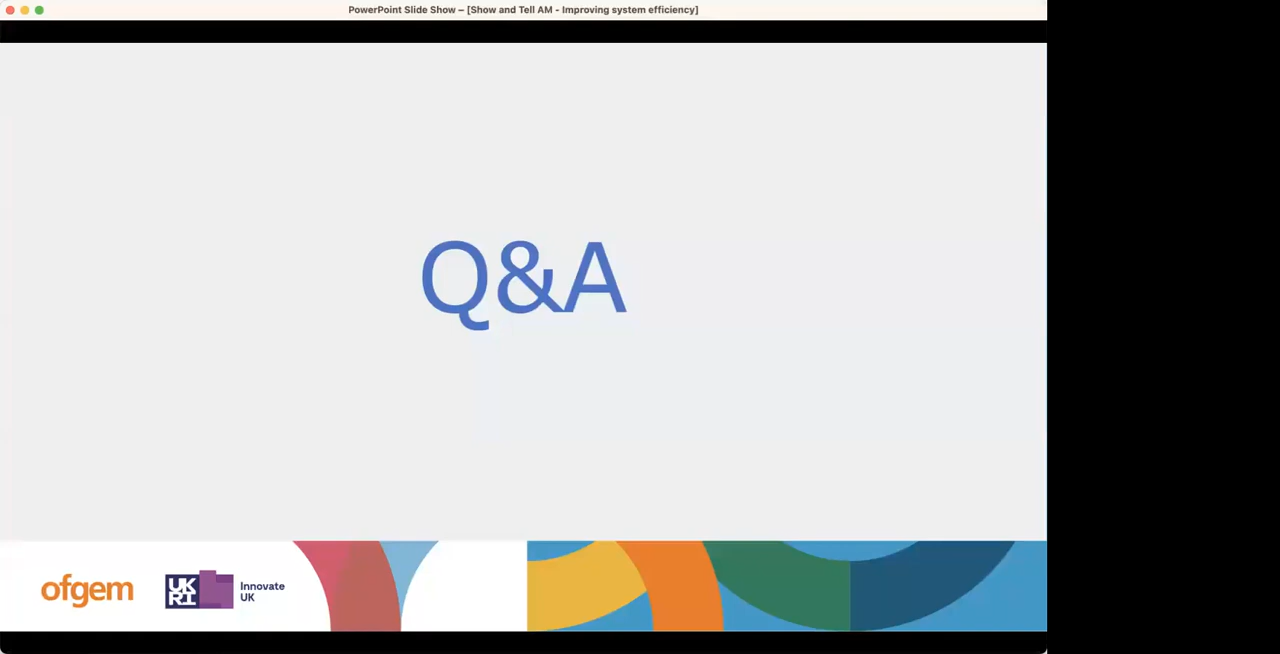 PowerPoint Slide Show – [Show and Tell AM - Improving system efficiency]
Q&A
ofgem
UK
RI
Innovate
UK